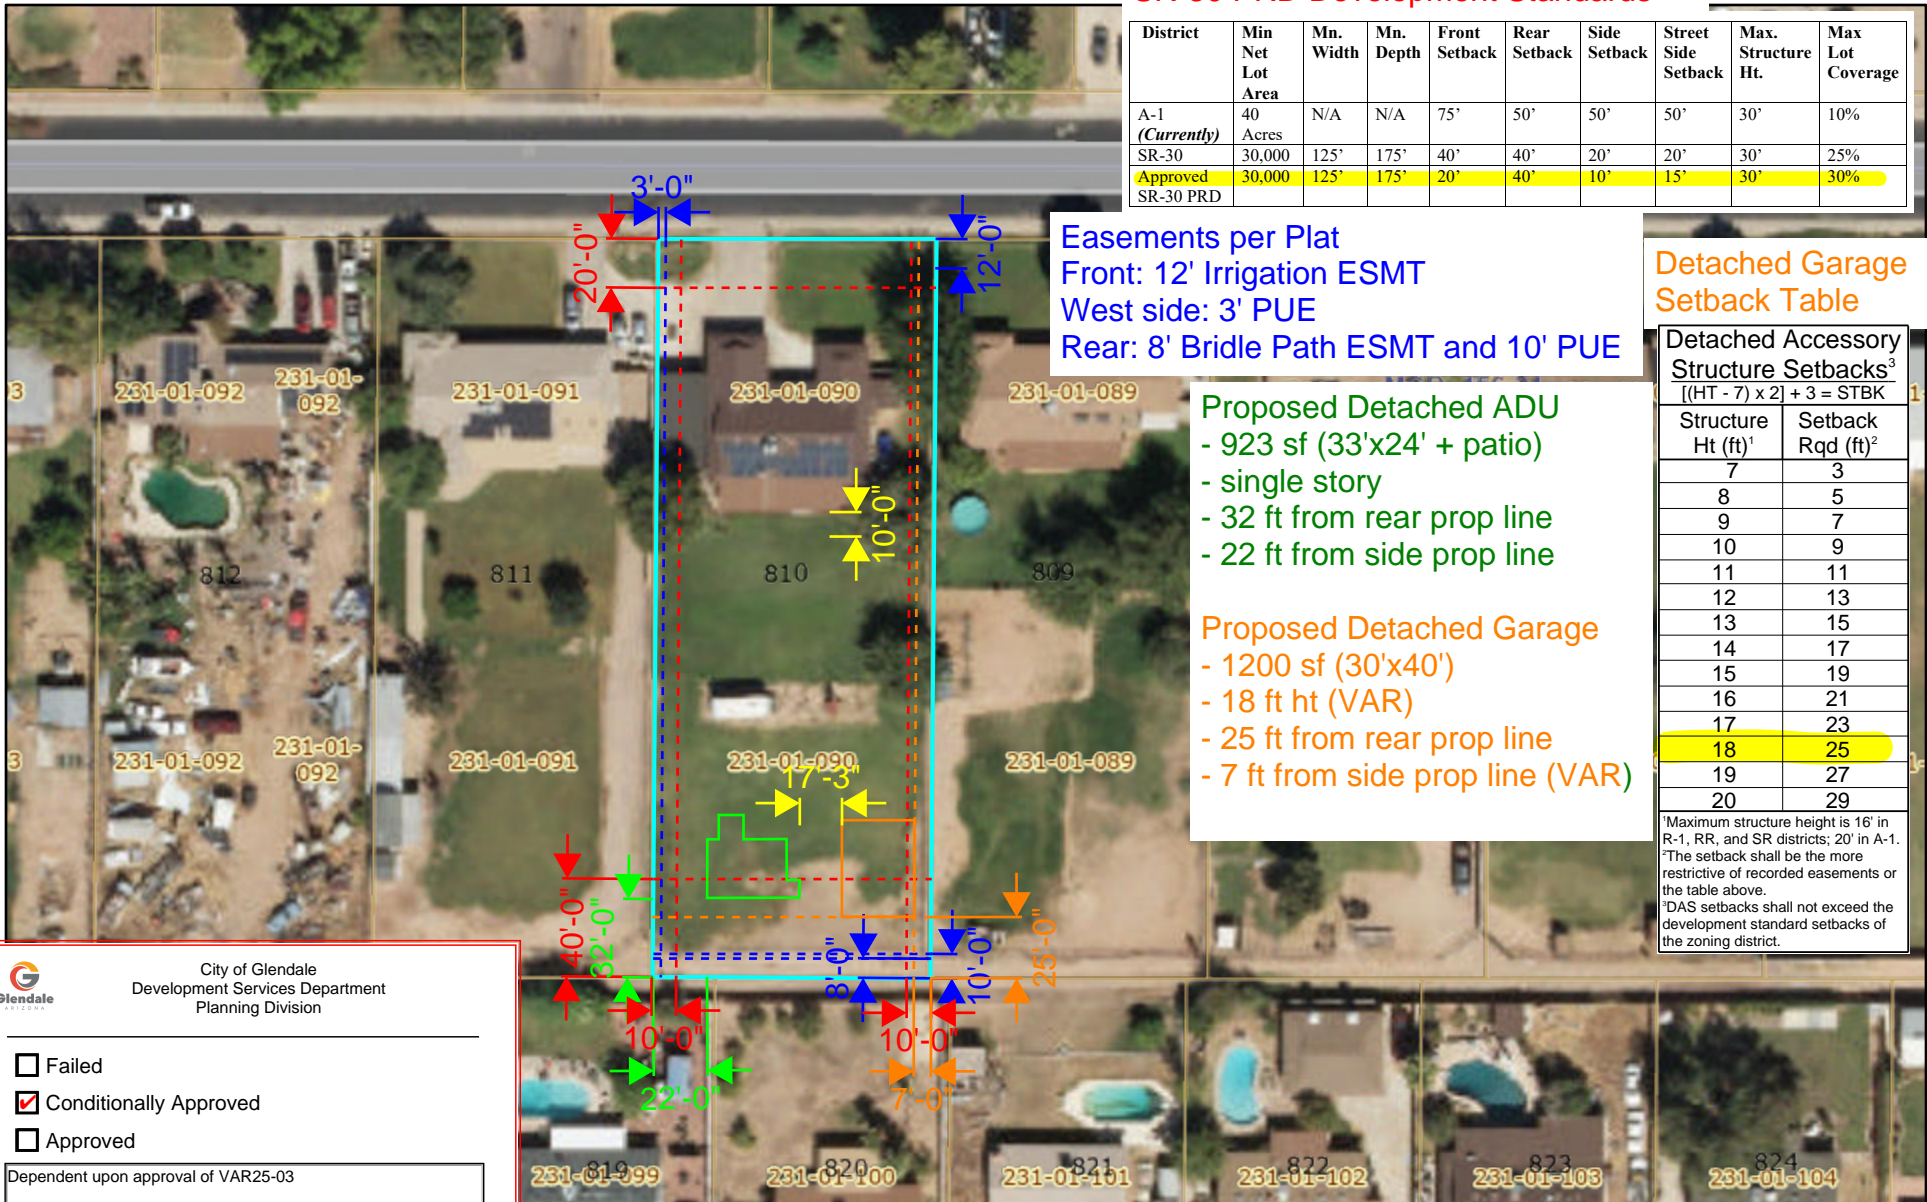 SR-30 PRD Development Standards
District Min Net Lot Area Mn. Width Mn. Depth Front Setback Rear Setback Side Setback Street Side Setback Max. Structure Ht. Max Lot Coverage
A-1 (Currently) 40 Acres N/A N/A 75’ 50’ 50’ 50’ 30’ 10%
SR-30 30,000 125’ 175’ 40’ 40’ 20’ 20’ 30’ 25%
Approved SR-30 PRD 30,000 125’ 175’ 20’ 40’ 10’ 15’ 30’ 30%
Easements per Plat
Front: 12' Irrigation ESMT
West side: 3' PUE
Rear: 8' Bridle Path ESMT and 10' PUE
Detached Garage
Setback Table
Detached Accessory
Structure Setbacks³
[(HT - 7) x 2] + 3 = STBK
Structure Ht (ft)¹ Setback Rqd (ft)²
7 3
8 5
9 7
10 9
11 11
12 13
13 15
14 17
15 19
16 21
17 23
18 25
19 27
20 29
¹Maximum structure height is 16' in
R-1, RR, and SR districts; 20' in A-1.
²The setback shall be the more
restrictive of recorded easements or
the table above.
³DAS setbacks shall not exceed the
development standard setbacks of
the zoning district.
Proposed Detached ADU
- 923 sf (33'x24' + patio)
- single story
- 32 ft from rear prop line
- 22 ft from side prop line
Proposed Detached Garage
- 1200 sf (30'x40')
- 18 ft ht (VAR)
- 25 ft from rear prop line
- 7 ft from side prop line (VAR)
3'-0"
20'-0"
12'-0"
3
231-01-092
231-01-
092
231-01-091
231-01-090
231-01-089
10'-0"
812
811
810
809
3
231-01-092
231-01-
092
231-01-091
231-01-090
231-01-089
17'-3"
40'-0"
32'-0"
8'-0"
10'-0"
25'-0"
10'-0"
10'-0"
22'-0"
7'-0"
819
231-01-099
820
231-01-100
821
231-01-101
822
231-01-102
823
231-01-103
824
231-01-104
Glendale
ARIZONA
City of Glendale
Development Services Department
Planning Division
Failed
Conditionally Approved
Approved
Dependent upon approval of VAR25-03